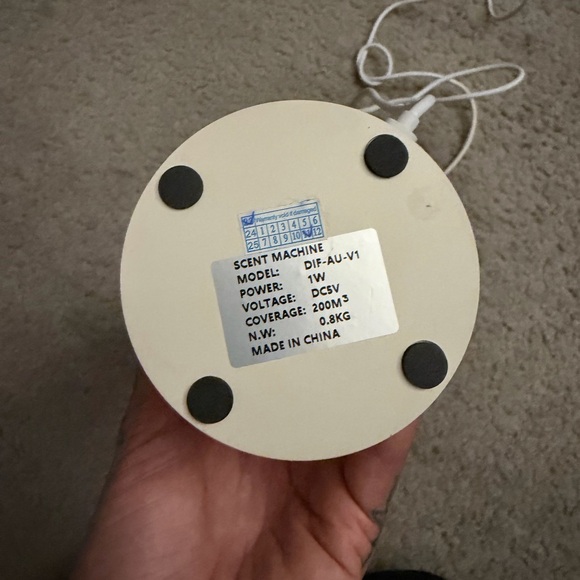 Warranty void if damaged
24 1 2 3 4 5 6
25 7 8 9 10 12
SCENT MACHINE
MODEL: DIF-AU-V1
POWER: 1W
VOLTAGE: DC5V
COVERAGE: 200M³
N.W: 0.8KG
MADE IN CHINA